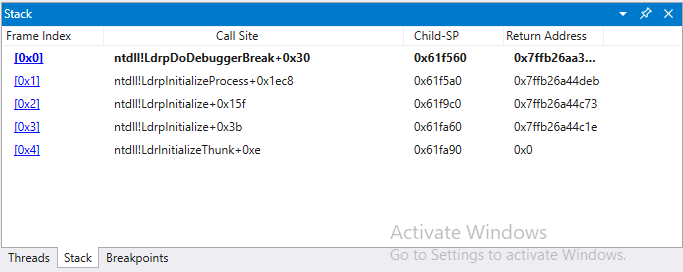 Stack
Frame Index Call Site Child-SP Return Address
[0x0] ntdll!LdrpDoDebuggerBreak+0x30 0x61f560 0x7ffb26aa3...
[0x1] ntdll!LdrpInitializeProcess+0x1ec8 0x61f5a0 0x7ffb26a44deb
[0x2] ntdll!LdrpInitialize+0x15f 0x61f9c0 0x7ffb26a44c73
[0x3] ntdll!LdrpInitialize+0x3b 0x61fa60 0x7ffb26a44c1e
[0x4] ntdll!LdrInitializeThunk+0xe 0x61fa90 0x0
Activate Windows
Go to Settings to activate Windows.
Threads Stack Breakpoints